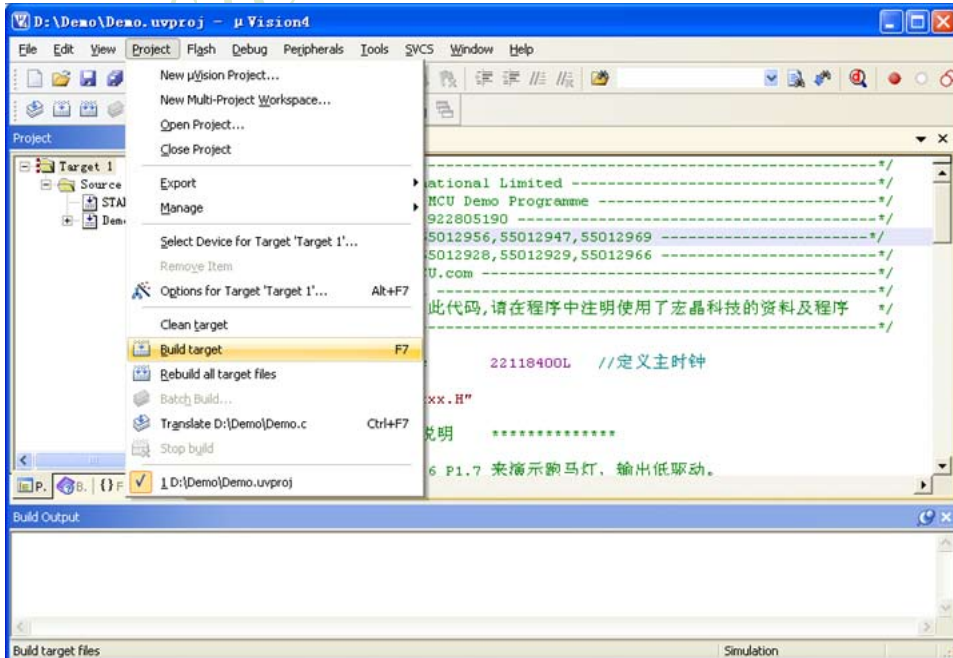 D:\Demo\Demo.uvproj - µVision4
File Edit View Project Flash Debug Peripherals Tools SVCS Window Help
New µVision Project...
New Multi-Project Workspace...
Open Project...
Close Project
Export
Manage
Select Device for Target 'Target 1'...
Remove Item
Options for Target 'Target 1'... Alt+F7
Clean target
Build target F7
Rebuild all target files
Batch Build...
Translate D:\Demo\Demo.c Ctrl+F7
Stop build
1 D:\Demo\Demo.uvproj
Project
Target 1
Source
STA
Dem
P. B. {} F
---*/
national Limited ---*/
MCU Demo Programme ---*/
922805190 ---*/
55012956,55012947,55012969 ---*/
55012928,55012929,55012966 ---*/
U.com ---*/
---*/
此代码,请在程序中注明使用了宏晶科技的资料及程序 */
---*/
22118400L //定义主时钟
xx.H"
说明 **************
6 P1.7 来演示跑马灯, 输出低驱动。
Build Output
Build target files Simulation